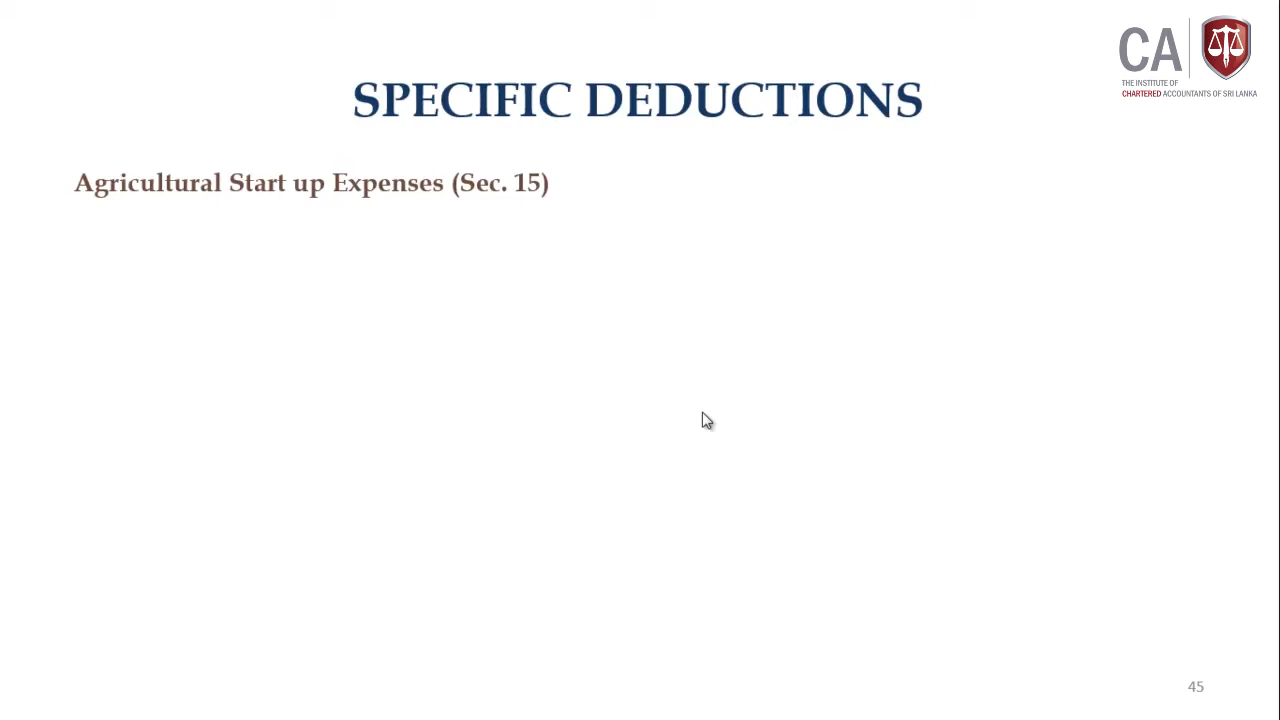 CA
THE INSTITUTE OF
CHARTERED ACCOUNTANTS OF SRI LANKA
SPECIFIC DEDUCTIONS
Agricultural Start up Expenses (Sec. 15)
45